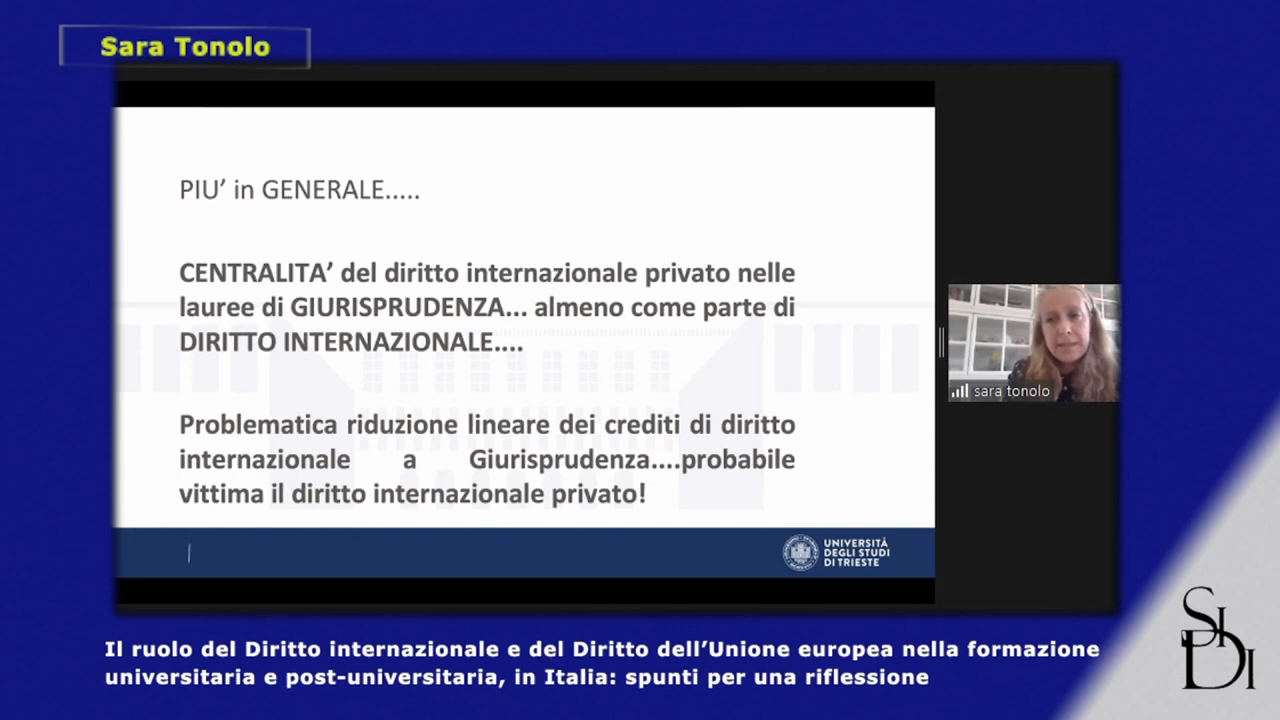 Sara Tonolo
PIU' in GENERALE.....
CENTRALITA' del diritto internazionale privato nelle
lauree di GIURISPRUDENZA... almeno come parte di
DIRITTO INTERNAZIONALE....
Problematica riduzione lineare dei crediti di diritto
internazionale a Giurisprudenza....probabile
vittima il diritto internazionale privato!
UNIVERSITÀ
DEGLI STUDI
DI TRIESTE
sara tonolo
Il ruolo del Diritto internazionale e del Diritto dell'Unione europea nella formazione
universitaria e post-universitaria, in Italia: spunti per una riflessione
SIDI